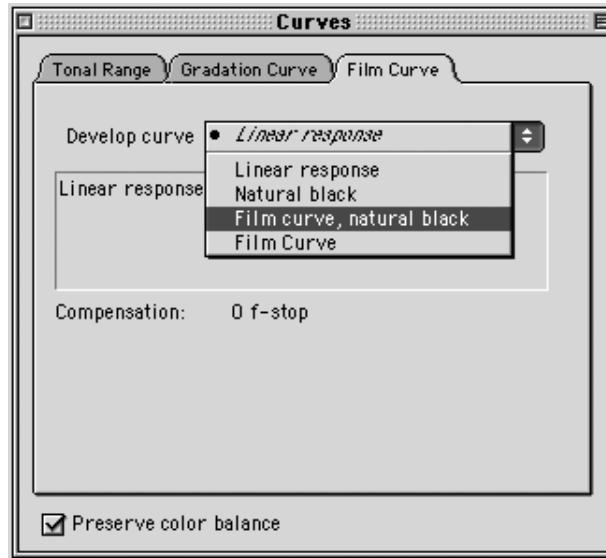 Curves
Tonal Range Gradation Curve Film Curve
Develop curve • Linear response
Linear response
Natural black
Film curve, natural black
Film Curve
Linear response
Compensation: 0 f-stop
Preserve color balance